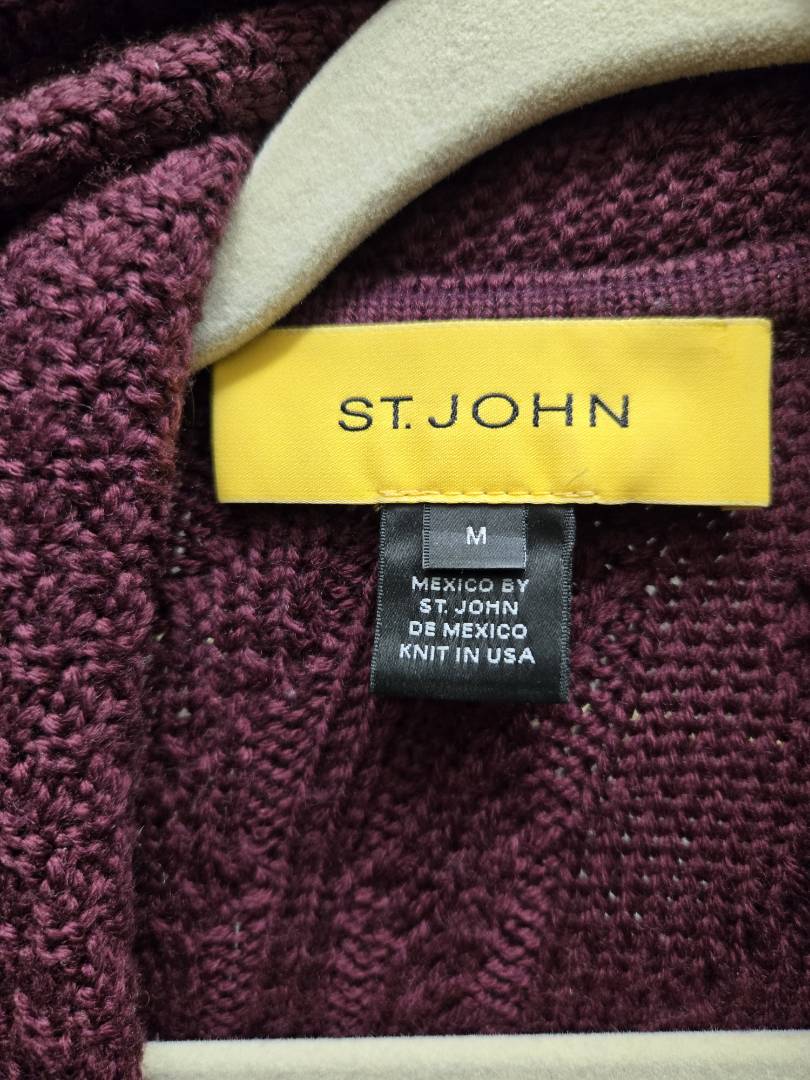 ST. JOHN
M
MEXICO BY
ST. JOHN
DE MEXICO
KNIT IN USA